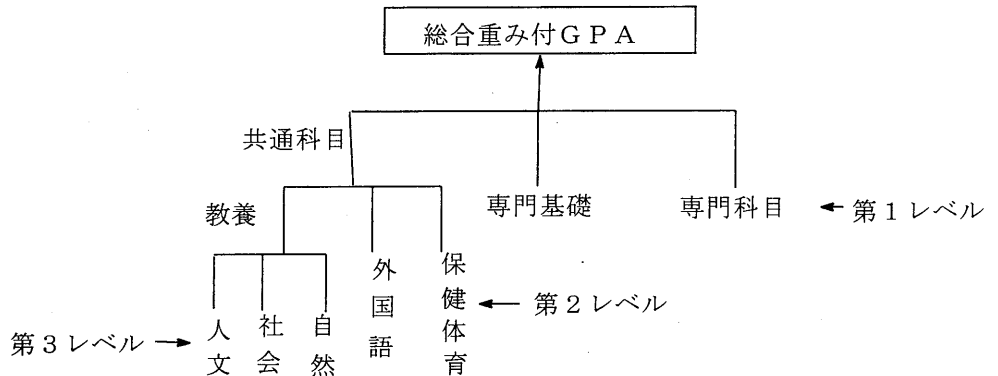 総合重み付GPA
共通科目
教養
専門基礎
専門科目
第1レベル
外国語
保健体育
第2レベル
人文
社会
自然
第3レベル